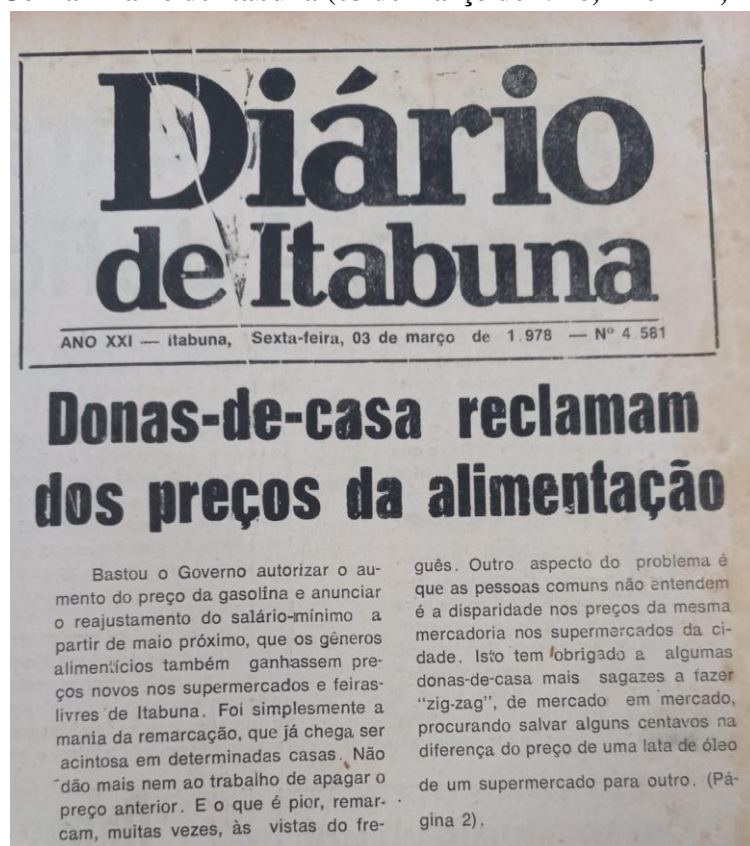 Diário
de Itabuna
ANO XXI — itabuna, Sexta-feira, 03 de março de 1.978 — Nº 4 581
Donas-de-casa reclamam
dos preços da alimentação
Bastou o Governo autorizar o au-
mento do preço da gasolina e anunciar
o reajustamento do salário-mínimo a
partir de maio próximo, que os gêneros
alimentícios também ganhassem pre-
ços novos nos supermercados e feiras-
livres de Itabuna. Foi simplesmente a
mania da remarcação, que já chega ser
acintosa em determinadas casas. Não
dão mais nem ao trabalho de apagar o
preço anterior. E o que é pior, remar-
cam, muitas vezes, às vistas do fre-
guês. Outro aspecto do problema é
que as pessoas comuns não entendem
é a disparidade nos preços da mesma
mercadoria nos supermercados da ci-
dade. Isto tem obrigado a algumas
donas-de-casa mais sagazes a fazer
"zig-zag", de mercado em mercado,
procurando salvar alguns centavos na
diferença do preço de uma lata de óleo
de um supermercado para outro. (Pá-
gina 2).